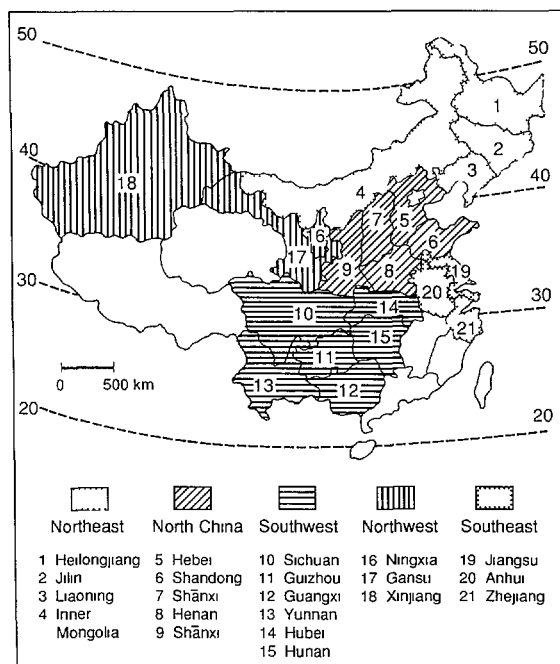 50 50
1
2
3
40 18 4 40
7 5
6 6
17
9 8 19
30 20
10 14 30
21
15
11
0 500 km 13 12
20 20
Northeast North China Southwest Northwest Southeast
1 Heilongjiang 5 Hebei 10 Sichuan 16 Ningxia 19 Jiangsu
2 Jilin 6 Shandong 11 Guizhou 17 Gansu 20 Anhui
3 Liaoning 7 Shānxi 12 Guangxi 18 Xinjiang 21 Zhejiang
4 Inner 8 Henan 13 Yunnan
Mongolia 9 Shānxi 14 Hubei
15 Hunan